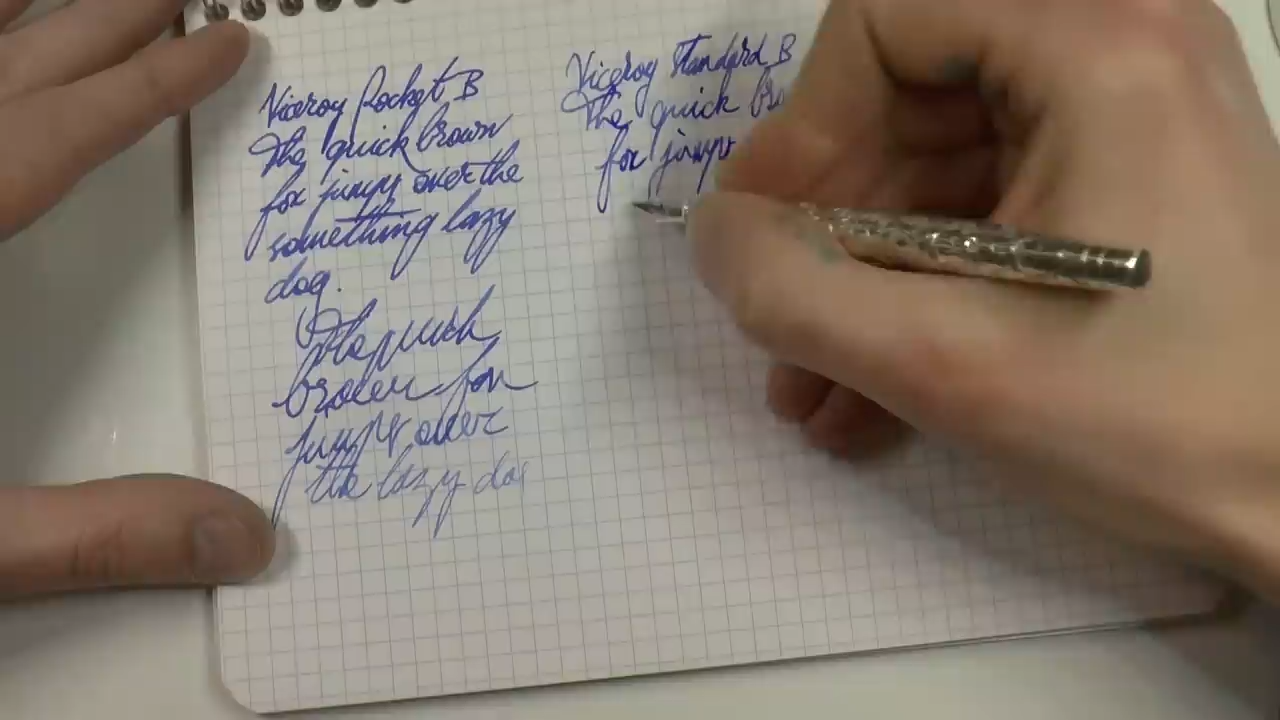 Viceroy Pocket B
The quick brown
fox jumps over the
something lazy
dog.
The quick
brown fox
jumps over
the lazy dog
Viceroy Standard B
The quick bro
fox jumps